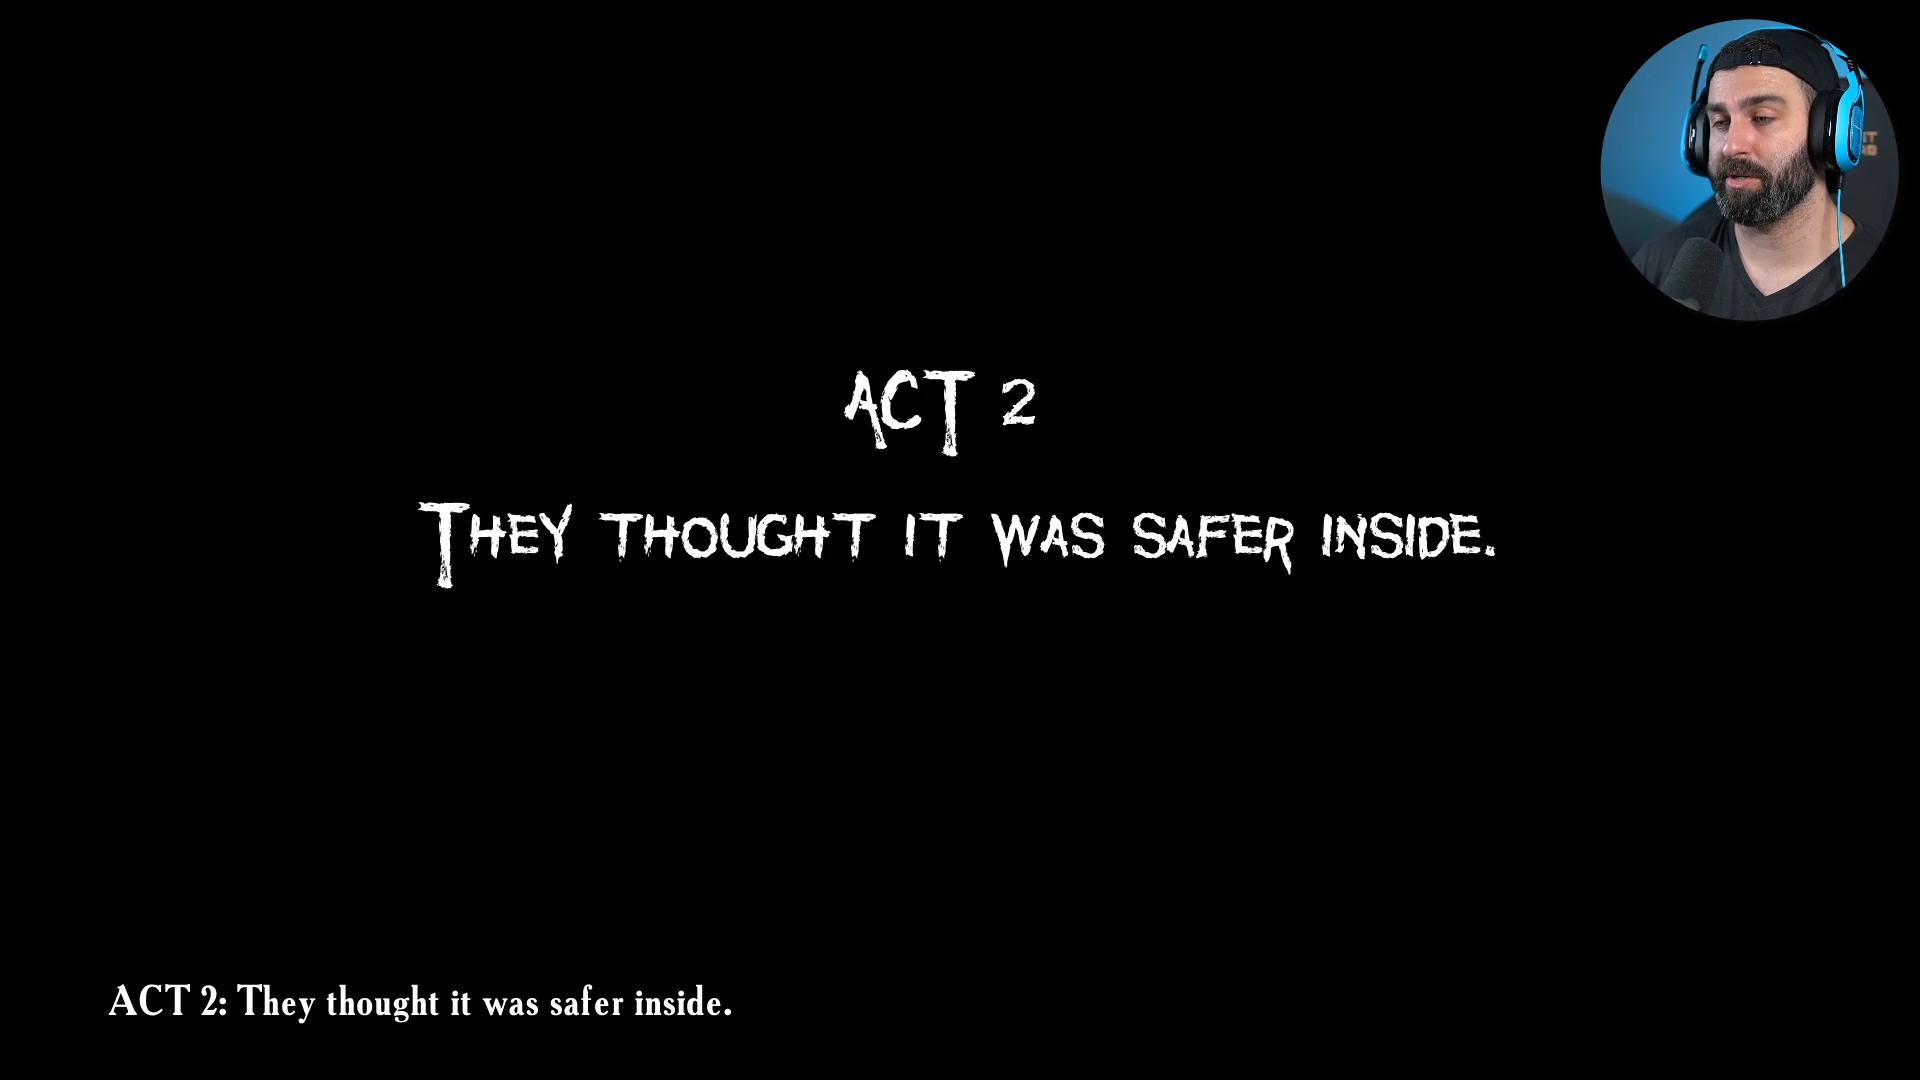 ACT 2
THEY THOUGHT IT WAS SAFER INSIDE.
ACT 2: They thought it was safer inside.